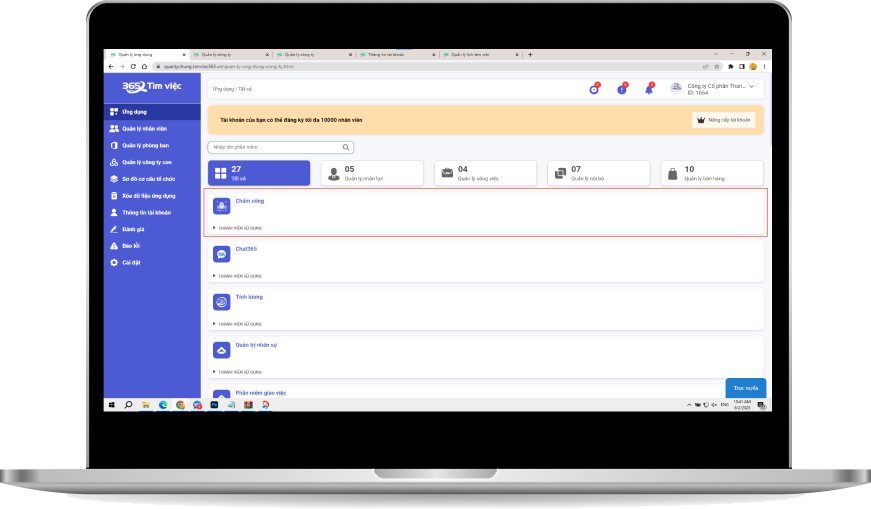 Quản lý ứng dụng
Quản lý công ty
Quản lý công ty
Thông tin tài khoản
Quản lý lịch làm việc
quanlychung.timviec365.vn/quan-ly-ung-dung-cong-ty.html
365 Tìm việc
Ứng dụng / Tất cả
Công ty Cổ phần Than...
ID: 1664
Ứng dụng
Quản lý nhân viên
Quản lý phòng ban
Quản lý công ty con
Sơ đồ cơ cấu tổ chức
Xóa dữ liệu ứng dụng
Thông tin tài khoản
Đánh giá
Báo lỗi
Cài đặt
Tài khoản của bạn có thể đăng ký tối đa 10000 nhân viên
Nâng cấp tài khoản
Nhập tên phần mềm
27
Tất cả
05
Quản lý nhân lực
04
Quản lý công việc
07
Quản lý nội bộ
10
Quản lý bán hàng
Chấm công
THÀNH VIÊN SỬ DỤNG
Chat365
THÀNH VIÊN SỬ DỤNG
Tính lương
THÀNH VIÊN SỬ DỤNG
Quản trị nhân sự
THÀNH VIÊN SỬ DỤNG
Phần mềm giao việc
Trực tuyến
ENG
10:41 AM
3/2/2023